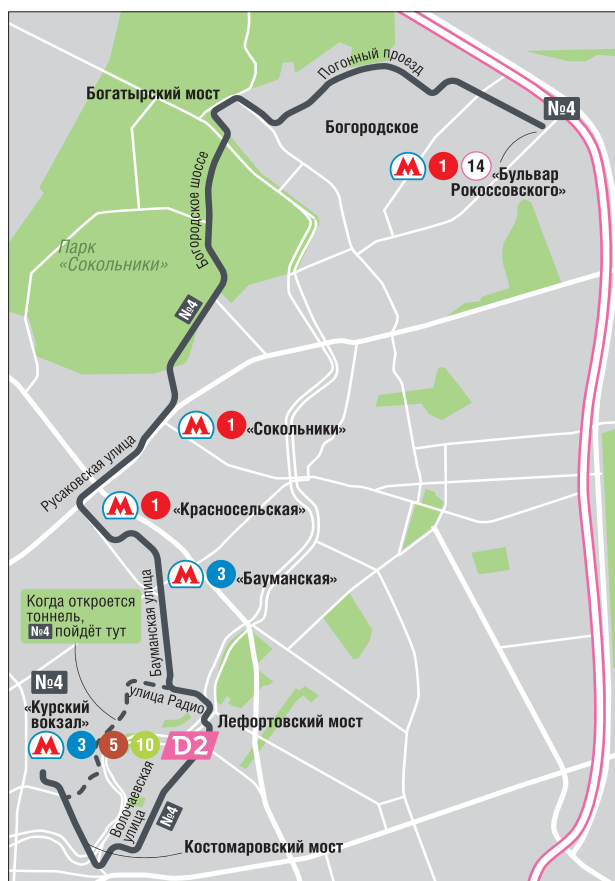 Погонный проезд
№4
Богатырский мост
Богородское
М 1 14 «Бульвар
Рокоссовского»
Богородское шоссе
Парк
«Сокольники»
№4
М 1 «Сокольники»
Русаковская улица
М 1 «Красносельская»
М 3 «Бауманская»
Бауманская улица
Когда откроется
тоннель,
№4 пойдёт тут
№4
«Курский
вокзал»
М 3 5 10 D2
улица Радио
Лефортовский мост
Волочаевская
улица
№4
Костомаровский мост